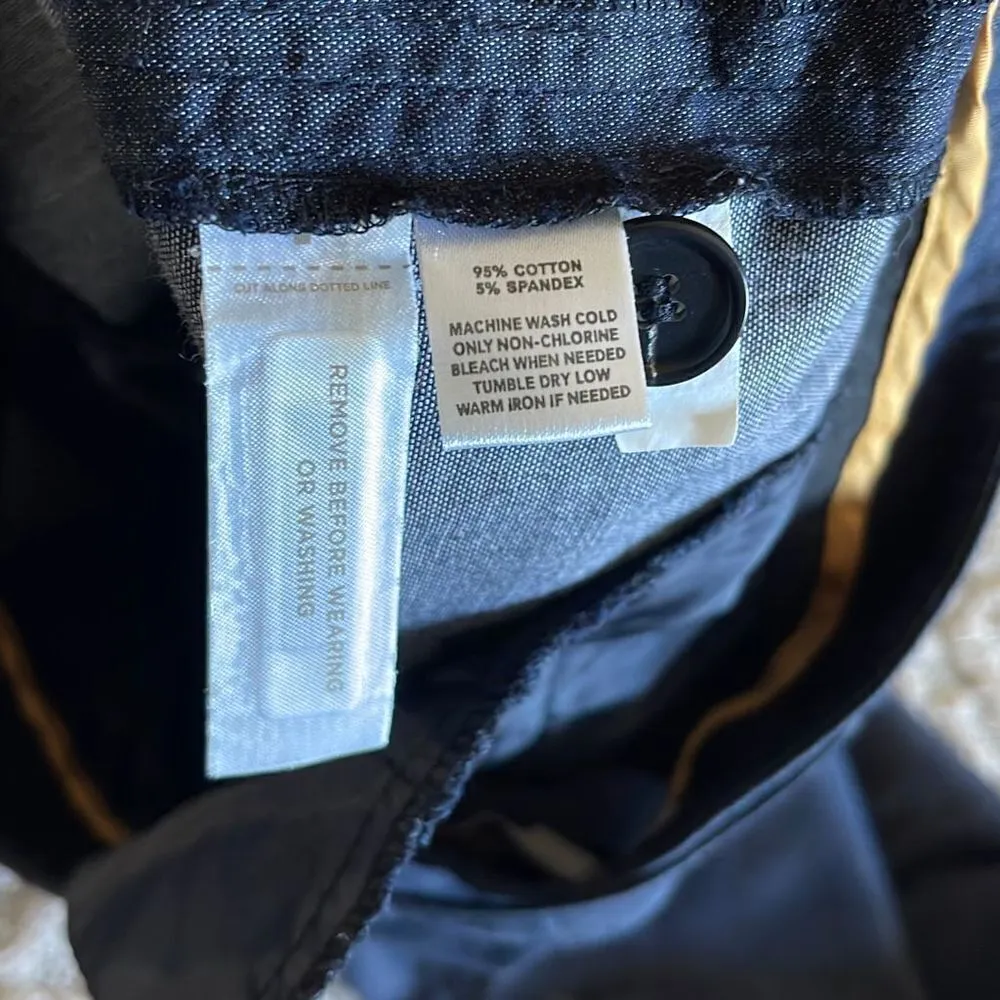 CUT ALONG DOTTED LINE
REMOVE BEFORE WEARING
OR WASHING
95% COTTON
5% SPANDEX
MACHINE WASH COLD
ONLY NON-CHLORINE
BLEACH WHEN NEEDED
TUMBLE DRY LOW
WARM IRON IF NEEDED